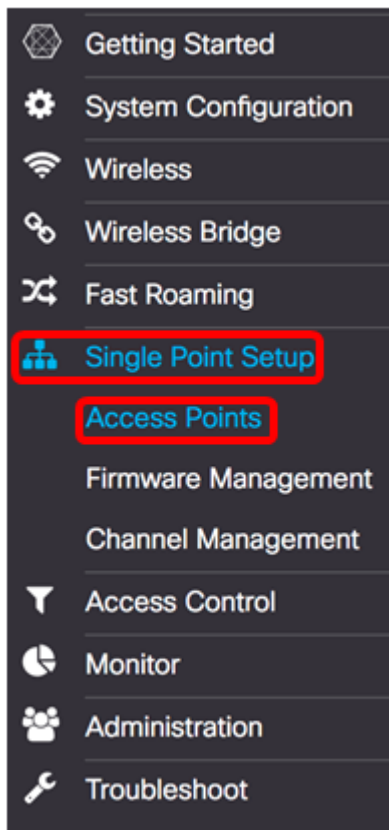 Getting Started
System Configuration
Wireless
Wireless Bridge
Fast Roaming
Single Point Setup
Access Points
Firmware Management
Channel Management
Access Control
Monitor
Administration
Troubleshoot